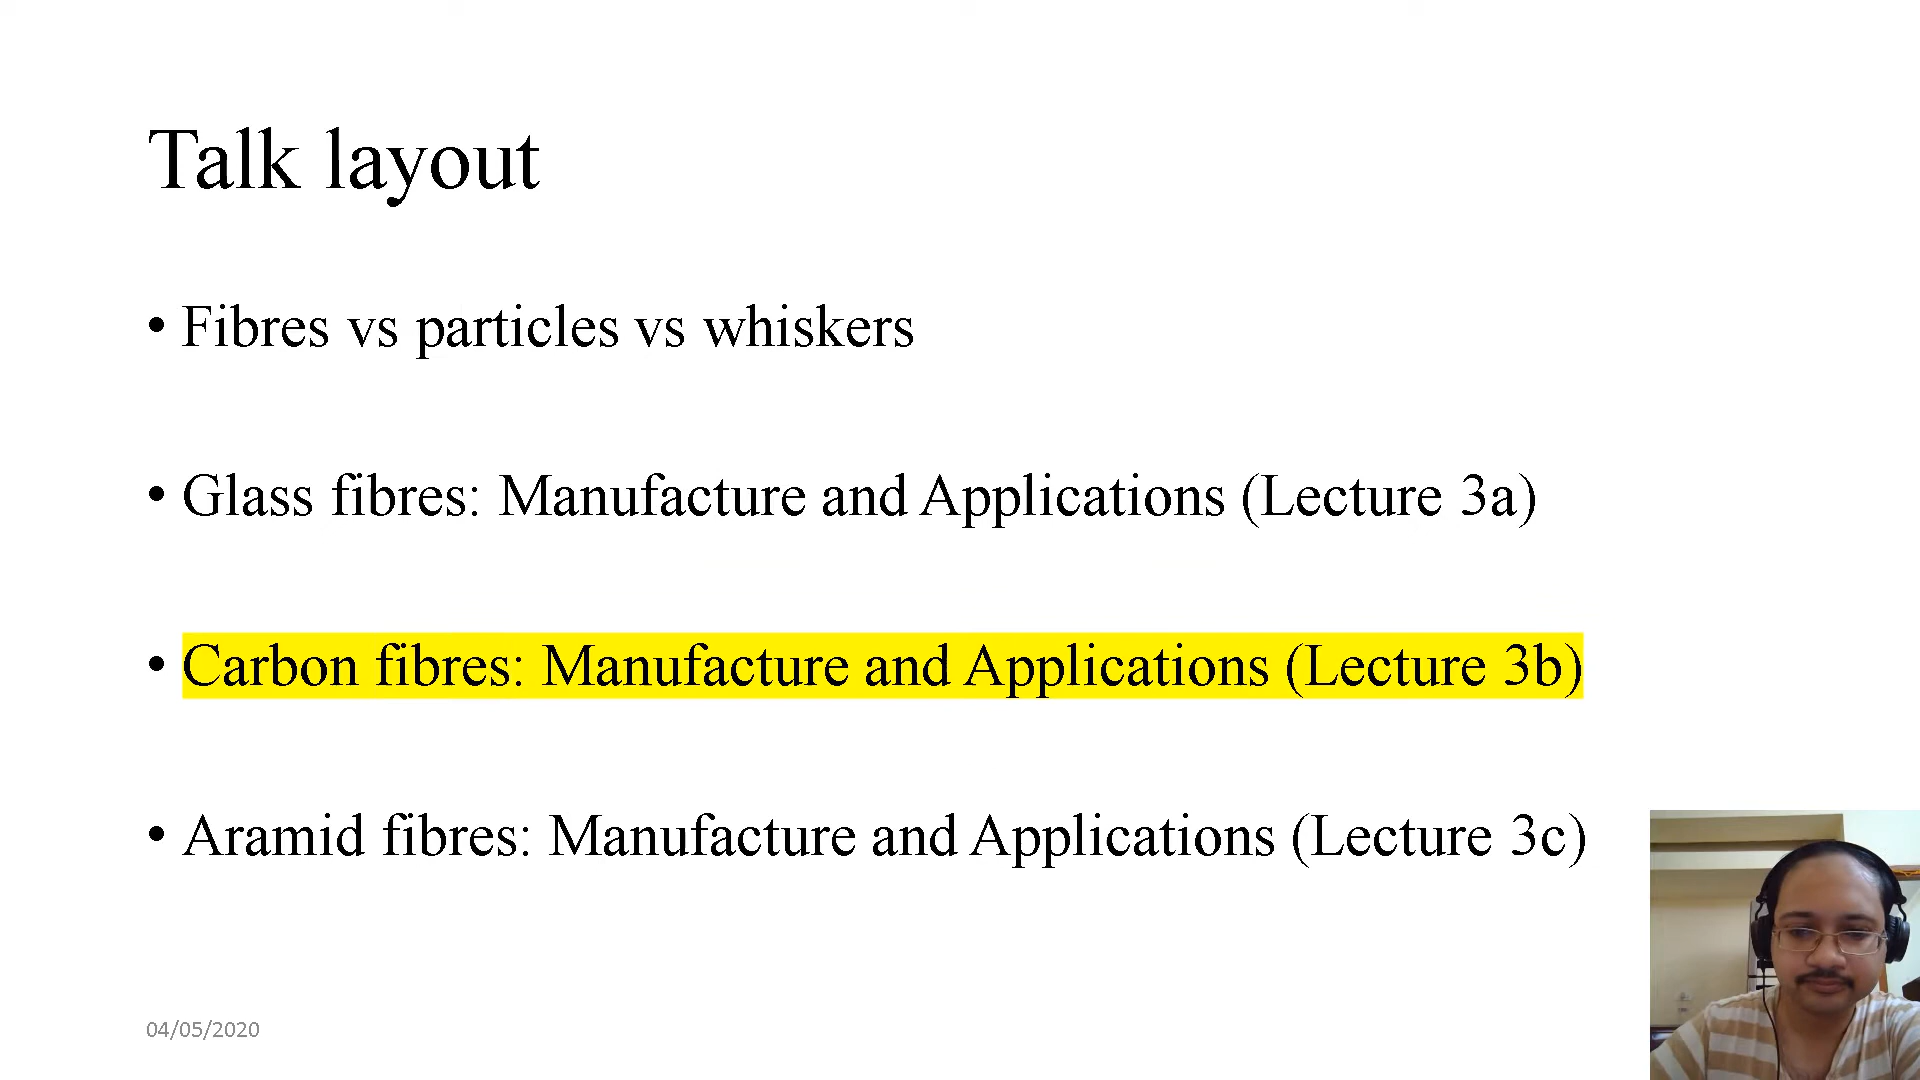 Talk layout
• Fibres vs particles vs whiskers
• Glass fibres: Manufacture and Applications (Lecture 3a)
• Carbon fibres: Manufacture and Applications (Lecture 3b)
• Aramid fibres: Manufacture and Applications (Lecture 3c)
04/05/2020